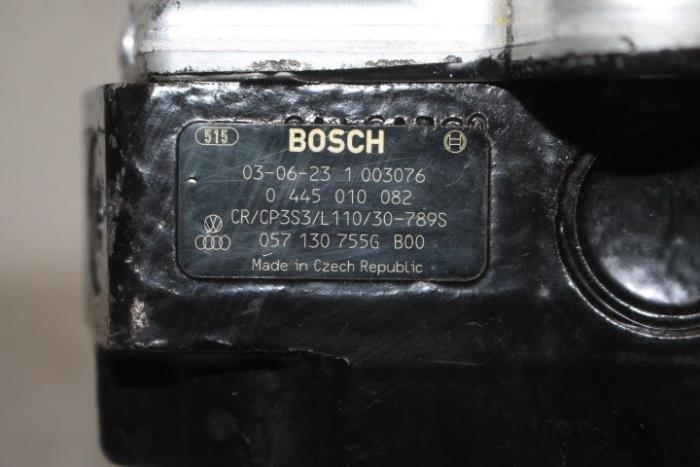 515 BOSCH
03-06-23 1 003076
0 445 010 082
CR/CP3S3/L110/30-789S
057 130 755G B00
Made in Czech Republic